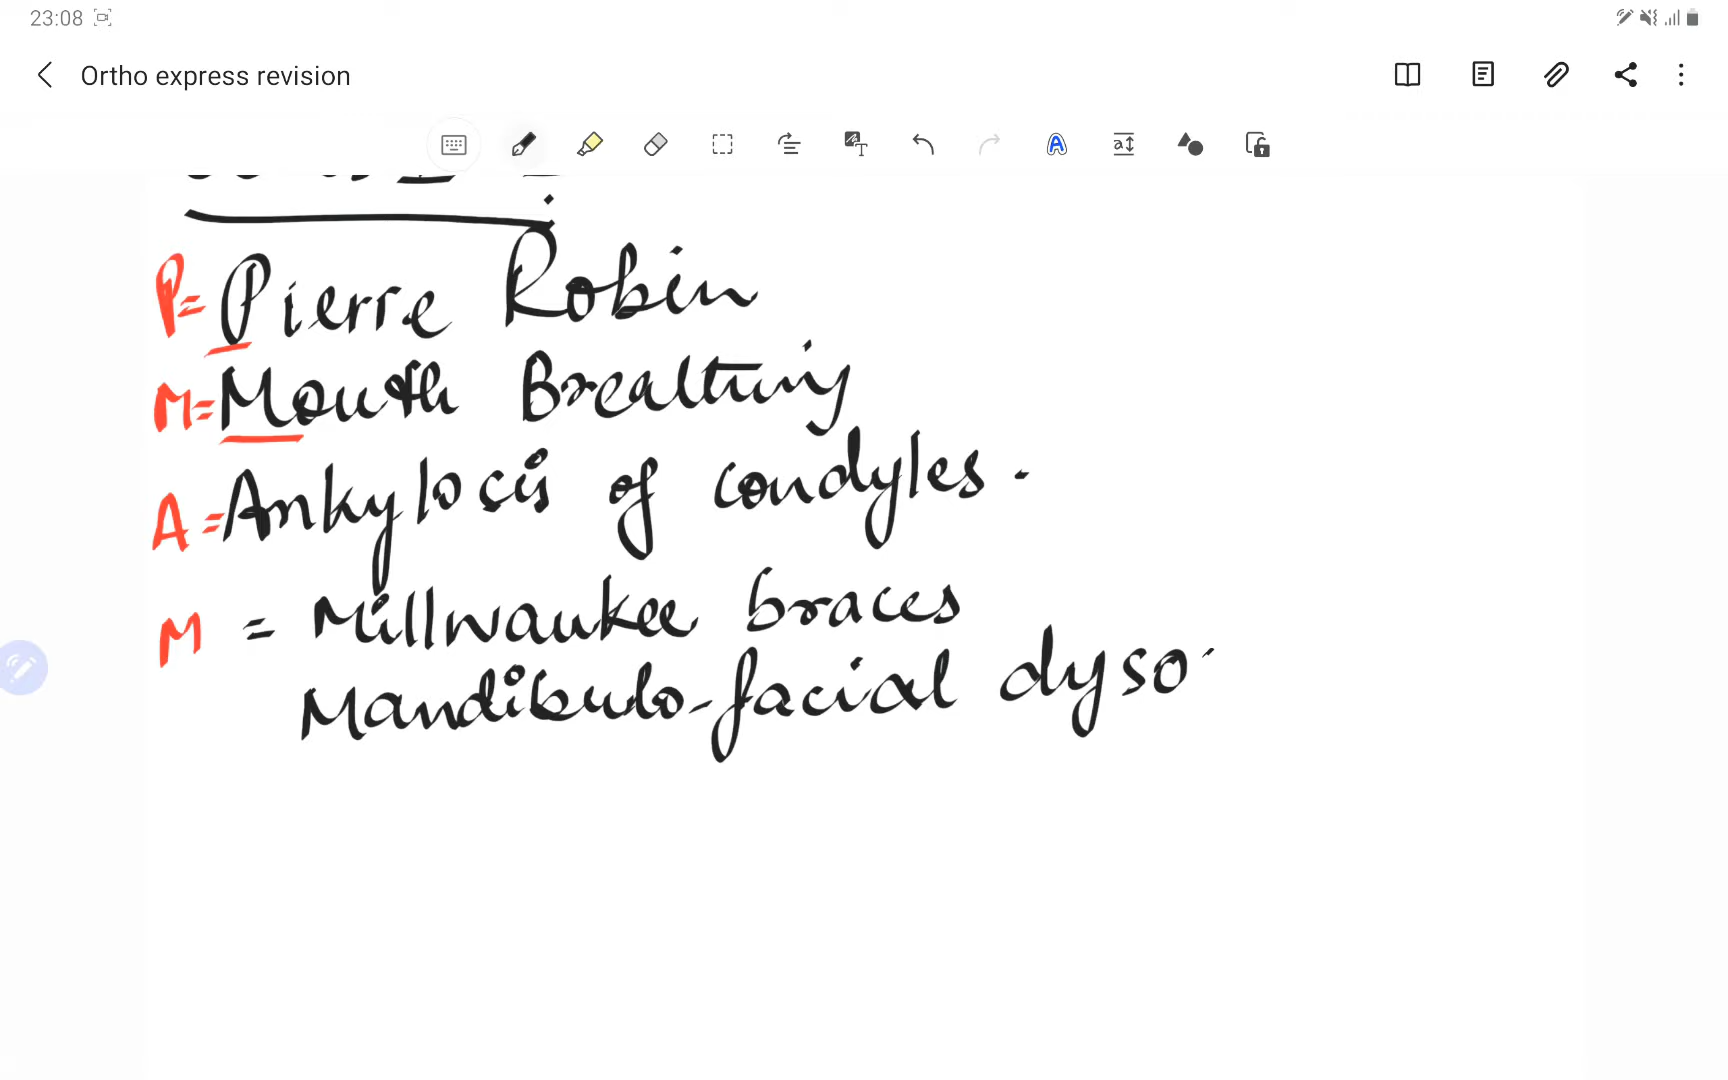 23:08
Ortho express revision
P= Pierre Robin
M= Mouth Breathing
A= Ankylosis of condyles.
M = Millwaukee braces
Mandibulo-facial dyso